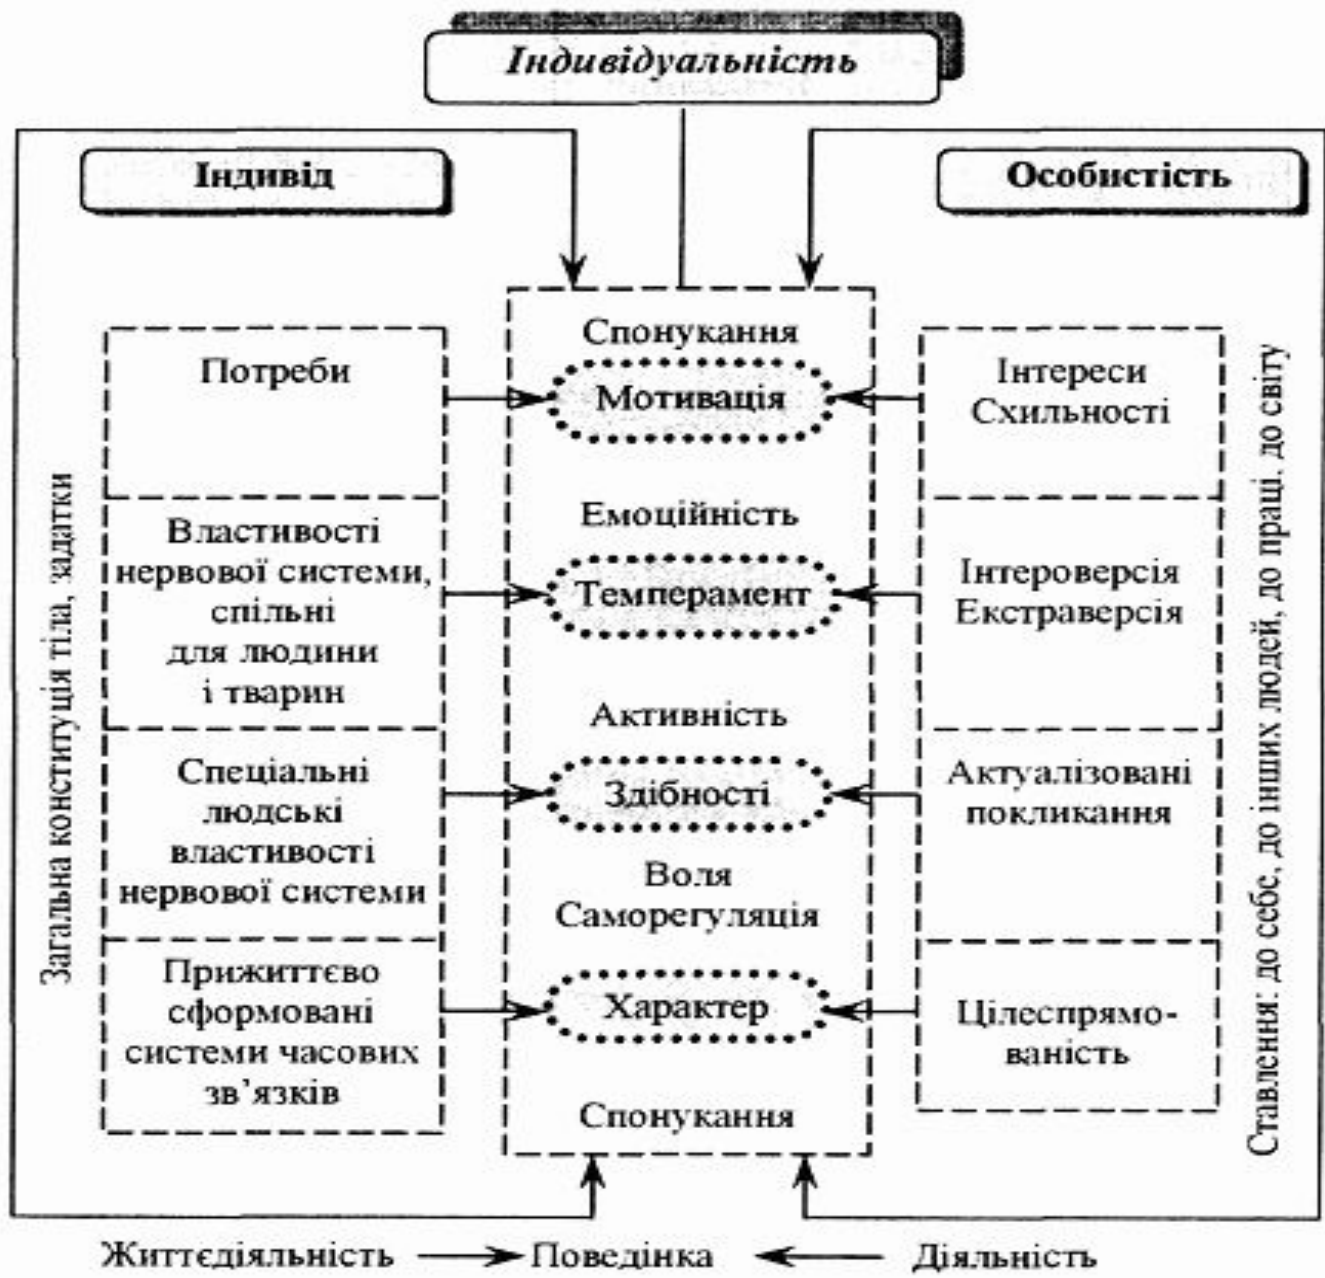 Індивідуальність
Індивід
Особистість
Загальна конституція тіла, задатки
Потреби
Властивості
нервової системи,
спільні
для людини
і тварин
Спеціальні
людські
властивості
нервової системи
Прижиттєво
сформовані
системи часових
зв’язків
Спонукання
Мотивація
Емоційність
Темперамент
Активність
Здібності
Воля
Саморегуляція
Характер
Спонукання
Інтереси
Схильності
Інтероверсія
Екстраверсія
Актуалізовані
покликання
Цілеспрямо-
ваність
Ставлення: до себе, до інших людей, до праці. до світу
Життєдіяльність
Поведінка
Діяльність